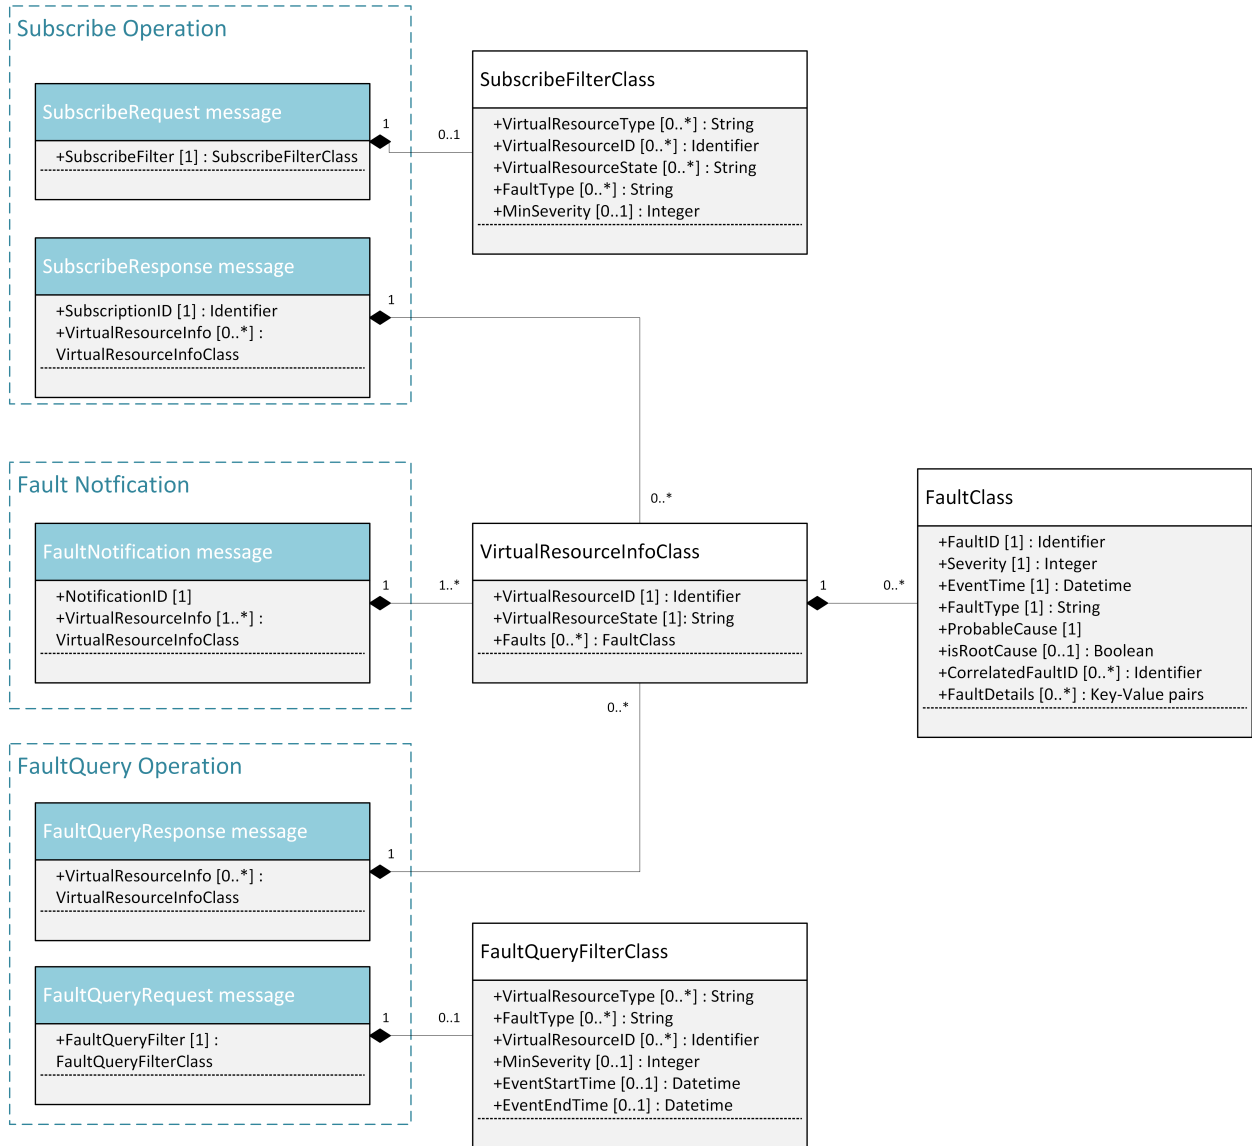 Subscribe Operation
SubscribeRequest message
+SubscribeFilter [1] : SubscribeFilterClass
1
0..1
SubscribeFilterClass
+VirtualResourceType [0..*] : String
+VirtualResourceID [0..*] : Identifier
+VirtualResourceState [0..*] : String
+FaultType [0..*] : String
+MinSeverity [0..1] : Integer
SubscribeResponse message
+SubscriptionID [1] : Identifier
+VirtualResourceInfo [0..*] :
VirtualResourceInfoClass
1
0..*
Fault Notfication
FaultNotification message
+NotificationID [1]
+VirtualResourceInfo [1..*] :
VirtualResourceInfoClass
1
1..*
VirtualResourceInfoClass
+VirtualResourceID [1] : Identifier
+VirtualResourceState [1]: String
+Faults [0..*] : FaultClass
1
0..*
FaultClass
+FaultID [1] : Identifier
+Severity [1] : Integer
+EventTime [1] : Datetime
+FaultType [1] : String
+ProbableCause [1]
+isRootCause [0..1] : Boolean
+CorrelatedFaultID [0..*] : Identifier
+FaultDetails [0..*] : Key-Value pairs
0..*
FaultQuery Operation
FaultQueryResponse message
+VirtualResourceInfo [0..*] :
VirtualResourceInfoClass
1
FaultQueryRequest message
+FaultQueryFilter [1] :
FaultQueryFilterClass
1
0..1
FaultQueryFilterClass
+VirtualResourceType [0..*] : String
+FaultType [0..*] : String
+VirtualResourceID [0..*] : Identifier
+MinSeverity [0..1] : Integer
+EventStartTime [0..1] : Datetime
+EventEndTime [0..1] : Datetime